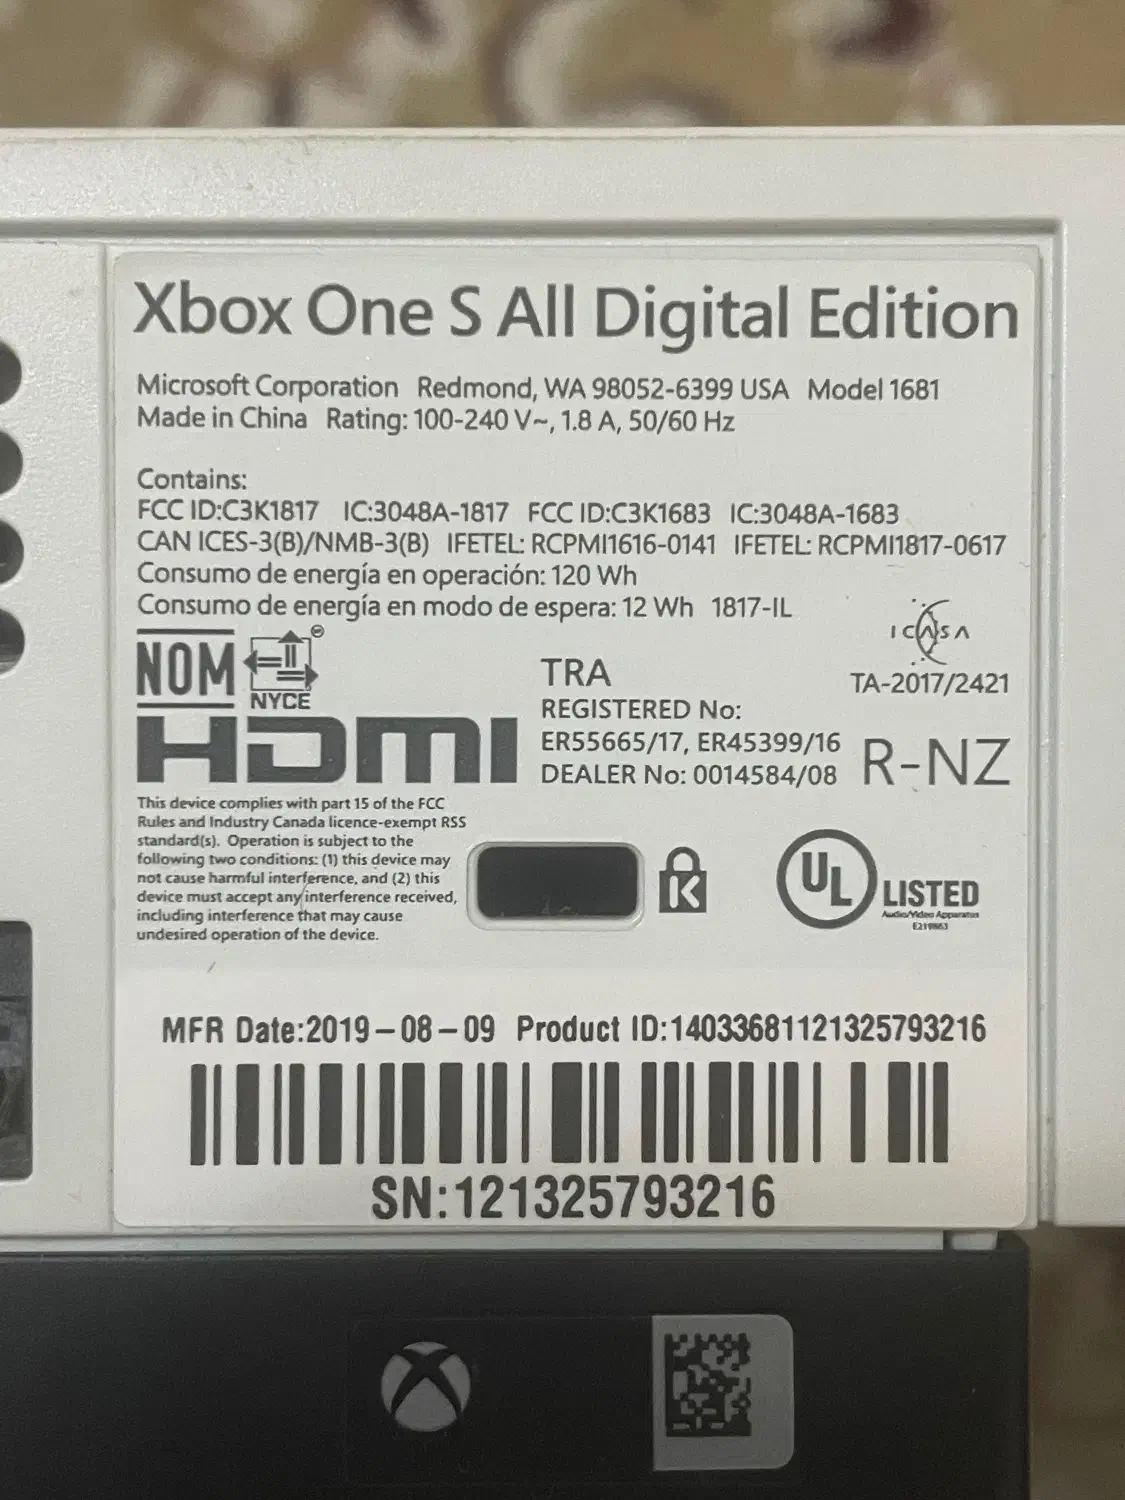 Xbox One S All Digital Edition
Microsoft Corporation Redmond, WA 98052-6399 USA Model 1681
Made in China Rating: 100-240 V~, 1.8 A, 50/60 Hz
Contains:
FCC ID:C3K1817 IC:3048A-1817 FCC ID:C3K1683 IC:3048A-1683
CAN ICES-3(B)/NMB-3(B) IFETEL: RCPMI1616-0141 IFETEL: RCPMI1817-0617
Consumo de energía en operación: 120 Wh
Consumo de energía en modo de espera: 12 Wh 1817-IL
ICASA
TA-2017/2421
NOM
NYCE
HDMI
TRA
REGISTERED No:
ER55665/17, ER45399/16
DEALER No: 0014584/08
R-NZ
This device complies with part 15 of the FCC
Rules and Industry Canada licence-exempt RSS
standard(s). Operation is subject to the
following two conditions: (1) this device may
not cause harmful interference, and (2) this
device must accept any interference received,
including interference that may cause
undesired operation of the device.
K
UL LISTED
Audio/Video Apparatus
E219863
MFR Date:2019-08-09 Product ID:14033681121325793216
SN:121325793216